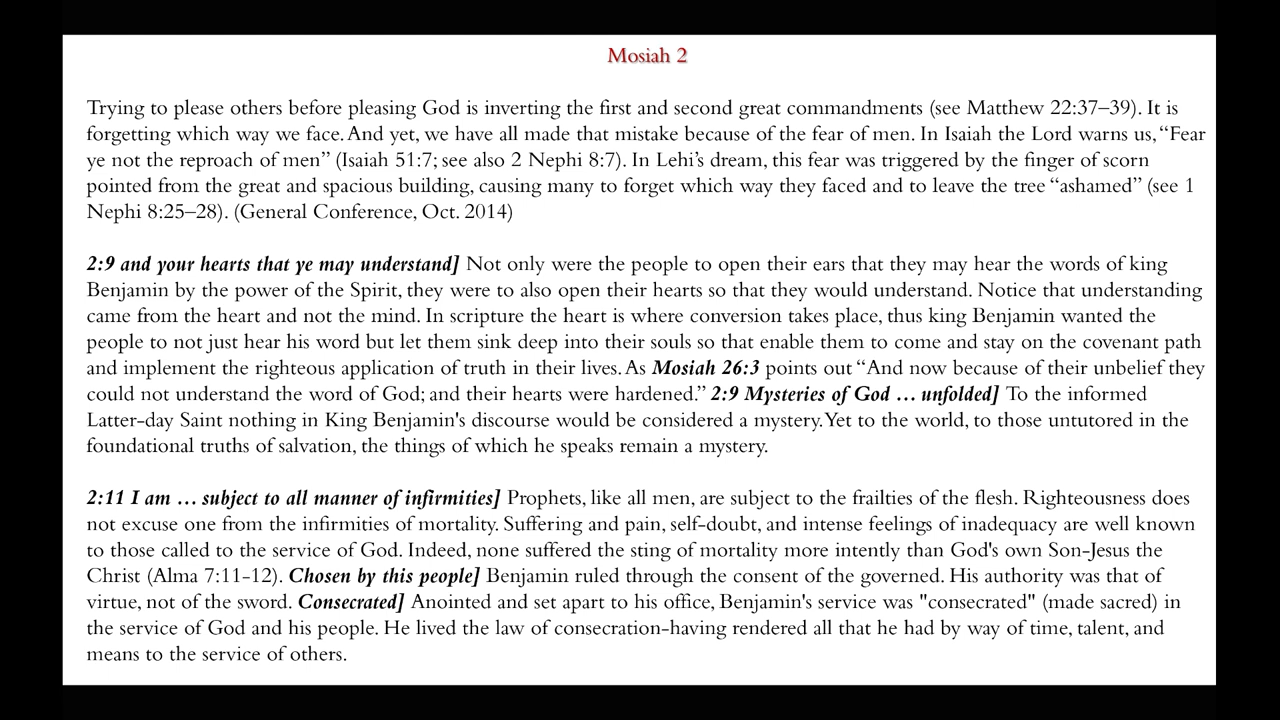 Mosiah 2
Trying to please others before pleasing God is inverting the first and second great commandments (see Matthew 22:37–39). It is
forgetting which way we face. And yet, we have all made that mistake because of the fear of men. In Isaiah the Lord warns us, “Fear
ye not the reproach of men” (Isaiah 51:7; see also 2 Nephi 8:7). In Lehi’s dream, this fear was triggered by the finger of scorn
pointed from the great and spacious building, causing many to forget which way they faced and to leave the tree “ashamed” (see 1
Nephi 8:25–28). (General Conference, Oct. 2014)
2:9 and your hearts that ye may understand] Not only were the people to open their ears that they may hear the words of king
Benjamin by the power of the Spirit, they were to also open their hearts so that they would understand. Notice that understanding
came from the heart and not the mind. In scripture the heart is where conversion takes place, thus king Benjamin wanted the
people to not just hear his word but let them sink deep into their souls so that enable them to come and stay on the covenant path
and implement the righteous application of truth in their lives. As Mosiah 26:3 points out “And now because of their unbelief they
could not understand the word of God; and their hearts were hardened.” 2:9 Mysteries of God … unfolded] To the informed
Latter-day Saint nothing in King Benjamin's discourse would be considered a mystery. Yet to the world, to those untutored in the
foundational truths of salvation, the things of which he speaks remain a mystery.
2:11 I am … subject to all manner of infirmities] Prophets, like all men, are subject to the frailties of the flesh. Righteousness does
not excuse one from the infirmities of mortality. Suffering and pain, self-doubt, and intense feelings of inadequacy are well known
to those called to the service of God. Indeed, none suffered the sting of mortality more intently than God's own Son-Jesus the
Christ (Alma 7:11-12). Chosen by this people] Benjamin ruled through the consent of the governed. His authority was that of
virtue, not of the sword. Consecrated] Anointed and set apart to his office, Benjamin's service was "consecrated" (made sacred) in
the service of God and his people. He lived the law of consecration-having rendered all that he had by way of time, talent, and
means to the service of others.